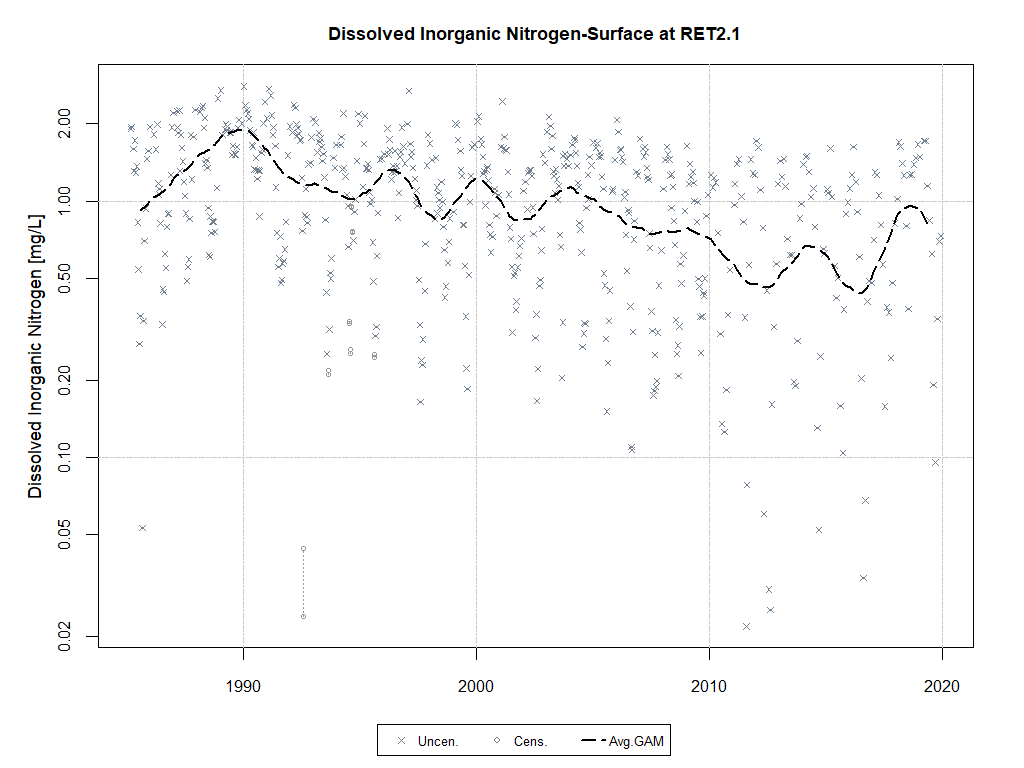 Dissolved Inorganic Nitrogen-Surface at RET2.1
Dissolved Inorganic Nitrogen [mg/L]
2.00
1.00
0.50
0.20
0.10
0.05
0.02
1990
2000
2010
2020
Uncen.
Cens.
Avg.GAM